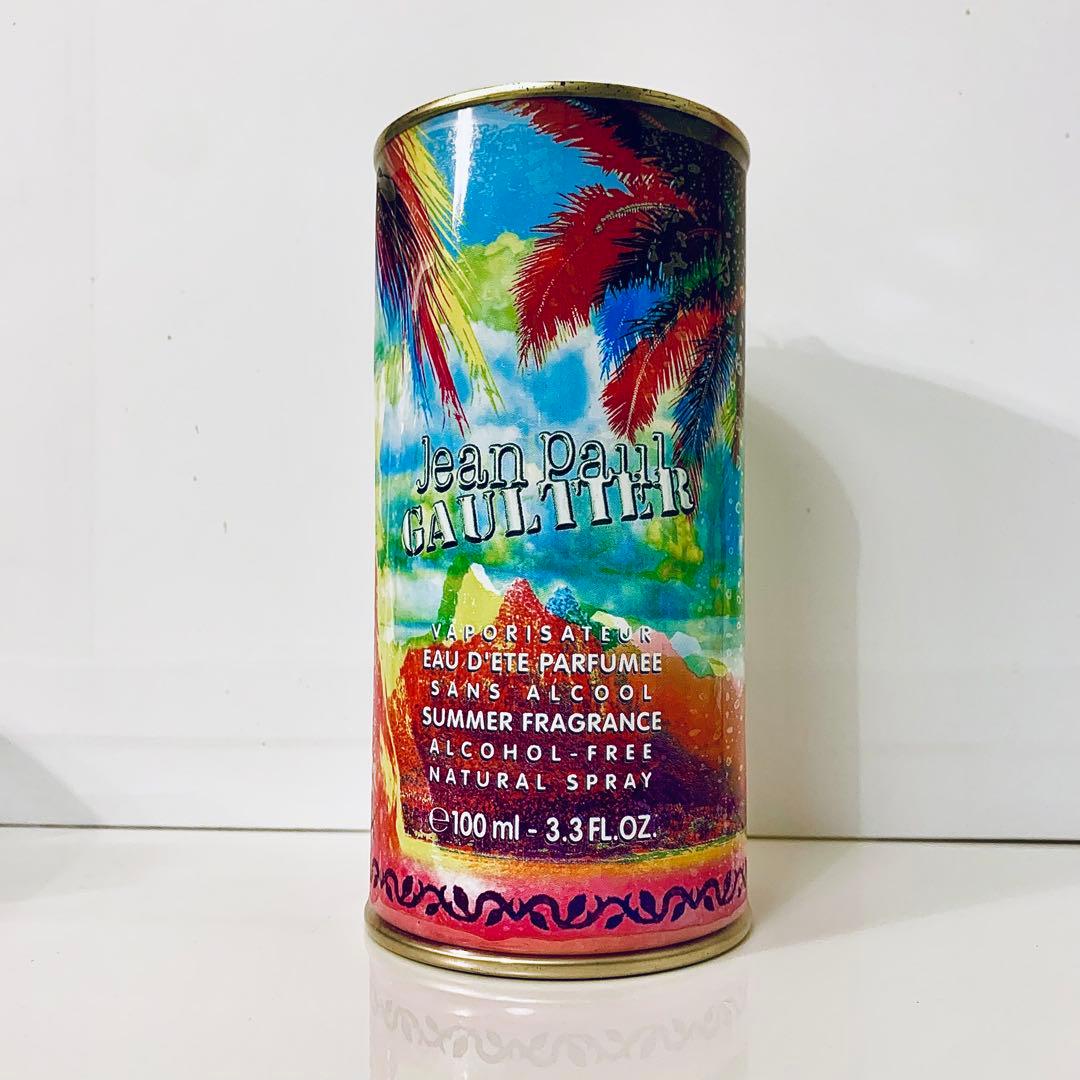 Jean Paul
GAULTIER
VAPORISATEUR
EAU D'ETE PARFUMEE
SANS ALCOOL
SUMMER FRAGRANCE
ALCOHOL-FREE
NATURAL SPRAY
℮100 ml - 3.3 FL.OZ.